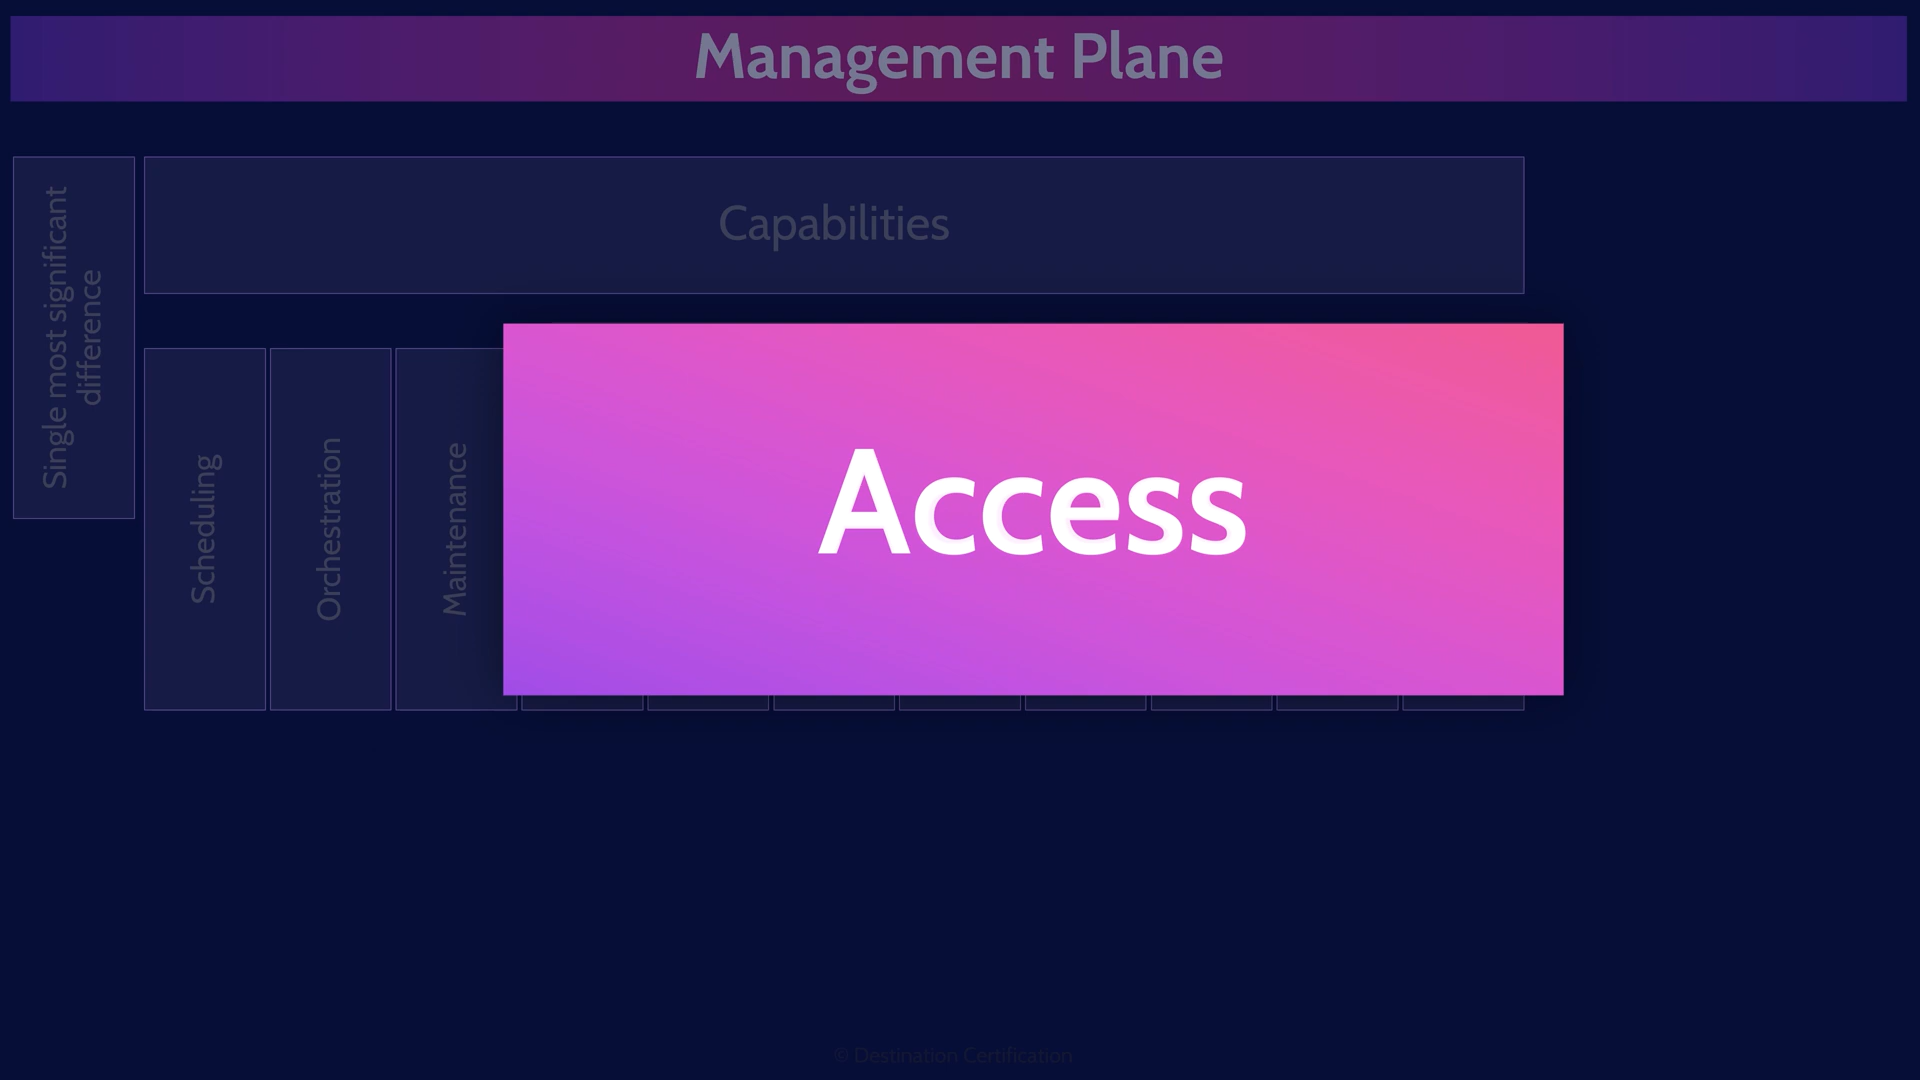 Management Plane
Single most significant
difference
Capabilities
Scheduling
Orchestration
Maintenance
Access
© Destination Certification